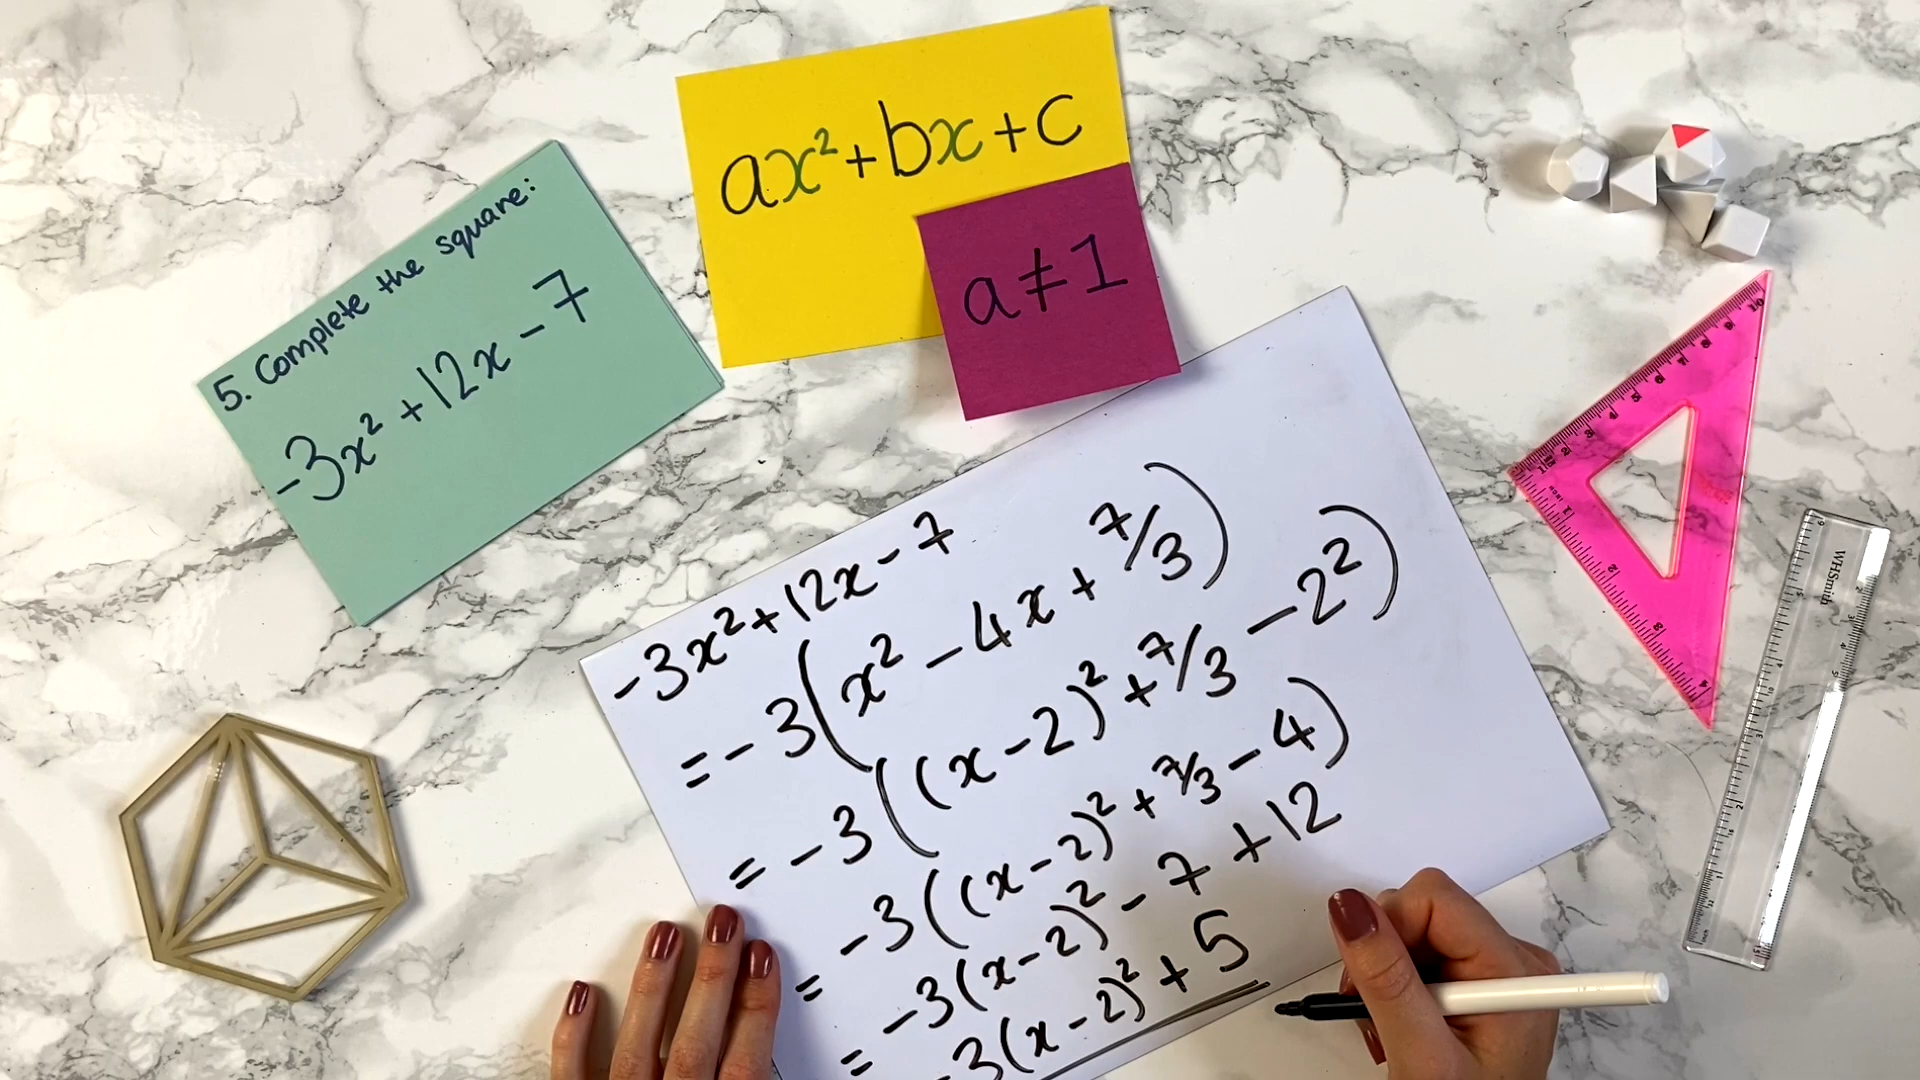 5. Complete the square:
-3x² + 12x - 7
ax² + bx + c
a ≠ 1
-3x² + 12x - 7
= -3(x² - 4x + 7/3)
= -3((x-2)² + 7/3 - 2²)
= -3((x-2)² + 7/3 - 4)
= -3(x-2)² - 7 + 12
-3(x-2)² + 5
WHSmith